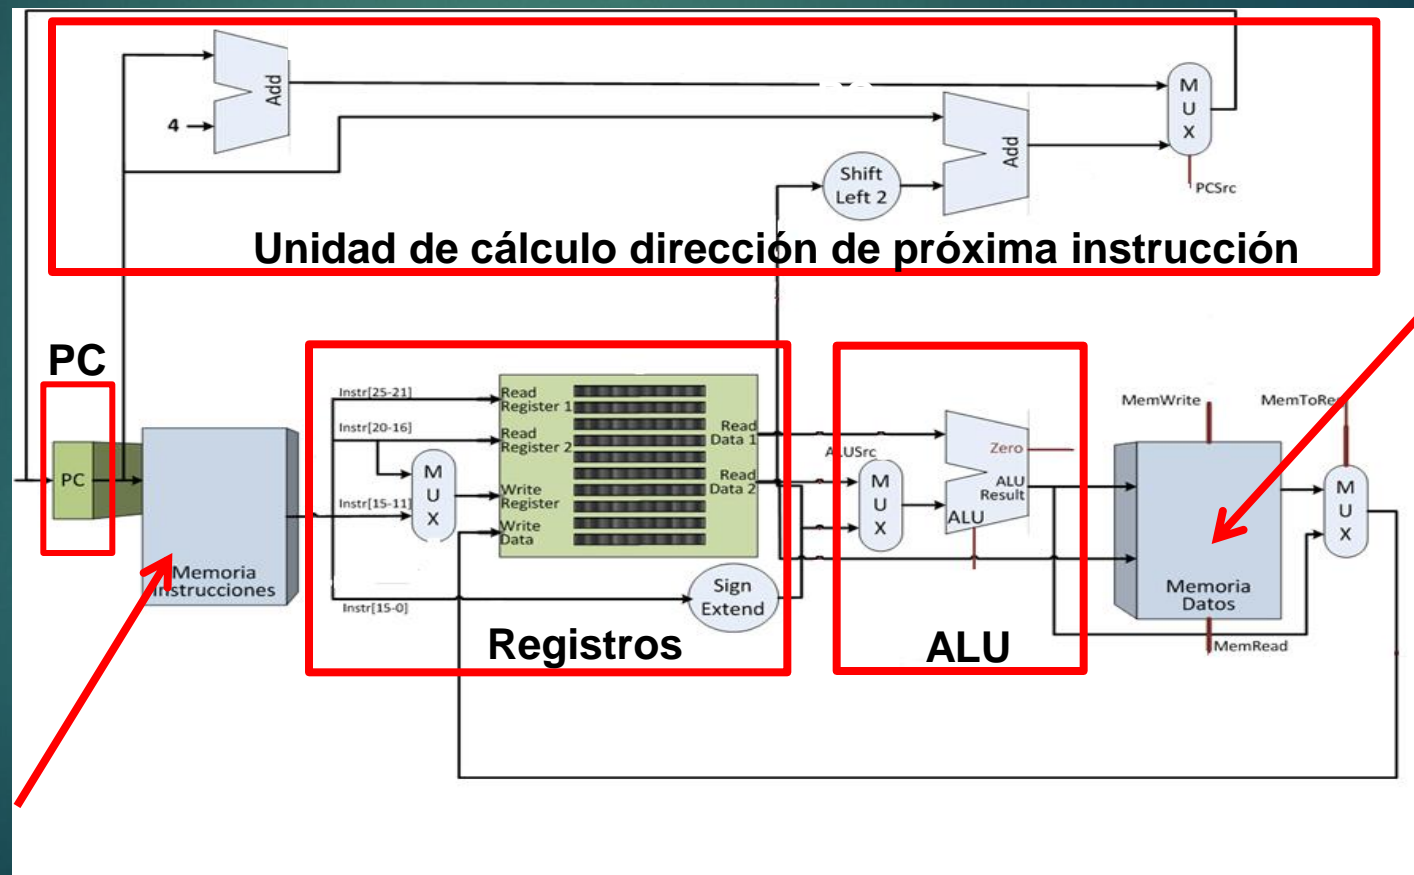 Add
4
Add
Shift
Left 2
M
U
X
PCSrc
Unidad de cálculo dirección de próxima instrucción
PC
PC
Memoria
Instrucciones
Instr[25-21]
Instr[20-16]
Instr[15-11]
Instr[15-0]
M
U
X
Read
Register 1
Read
Register 2
Write
Register
Write
Data
Read
Data 1
Read
Data 2
Sign
Extend
Registros
ALUSrc
M
U
X
Zero
ALU
Result
ALU
ALU
MemWrite
Memoria
Datos
MemRead
M
U
X